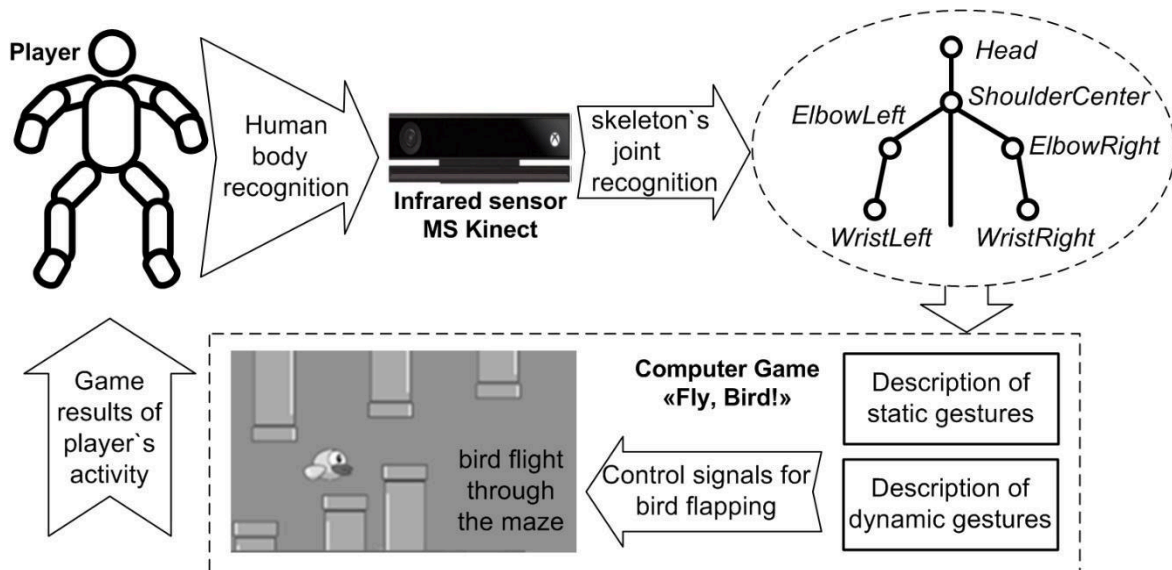 Player
Human
body
recognition
Infrared sensor
MS Kinect
skeleton`s
joint
recognition
Head
ShoulderCenter
ElbowLeft
ElbowRight
WristLeft
WristRight
Game
results of
player`s
activity
bird flight
through
the maze
Computer Game
«Fly, Bird!»
Control signals for
bird flapping
Description of
static gestures
Description of
dynamic gestures